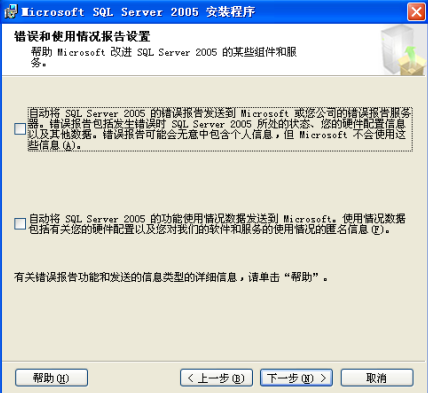 Microsoft SQL Server 2005 安装程序
错误和使用情况报告设置
帮助 Microsoft 改进 SQL Server 2005 的某些组件和服
务。
自动将 SQL Server 2005 的错误报告发送到 Microsoft 或您公司的错误报告服务
器。错误报告包括发生错误时 SQL Server 2005 所处的状态、您的硬件配置信息
以及其他数据。错误报告可能会无意中包含个人信息，但 Microsoft 不会使用这
些信息(A)。
自动将 SQL Server 2005 的功能使用情况数据发送到 Microsoft。使用情况数据
包括有关您的硬件配置以及您对我们的软件和服务的使用情况的匿名信息(F)。
有关错误报告功能和发送的信息类型的详细信息，请单击“帮助”。
帮助(H) < 上一步(B) 下一步(N) > 取消